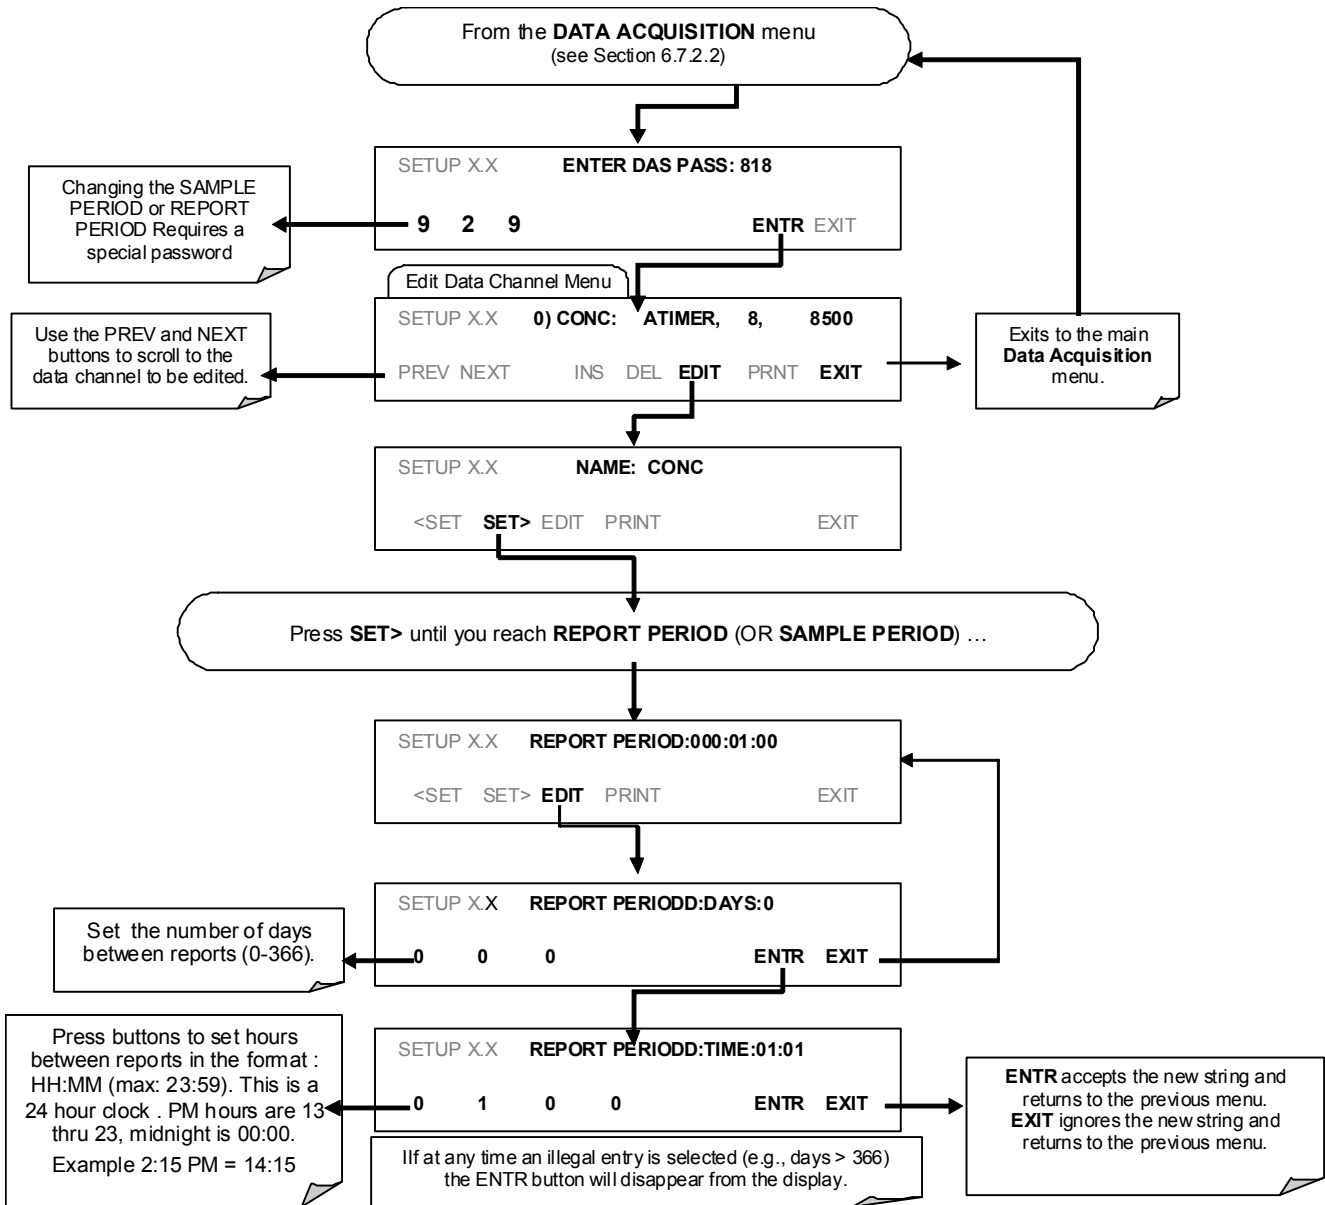 From the DATA ACQUISITION menu
(see Section 6.7.2.2)
SETUP X.X ENTER DAS PASS: 818
9 2 9 ENTR EXIT
Changing the SAMPLE
PERIOD or REPORT
PERIOD Requires a
special password
Edit Data Channel Menu
SETUP X.X 0) CONC: ATIMER, 8, 8500
PREV NEXT INS DEL EDIT PRNT EXIT
Use the PREV and NEXT
buttons to scroll to the
data channel to be edited.
Exits to the main
Data Acquisition
menu.
SETUP X.X NAME: CONC
<SET SET> EDIT PRINT EXIT
Press SET> until you reach REPORT PERIOD (OR SAMPLE PERIOD) …
SETUP X.X REPORT PERIOD:000:01:00
<SET SET> EDIT PRINT EXIT
SETUP X.X REPORT PERIODD:DAYS:0
0 0 0 ENTR EXIT
Set the number of days
between reports (0-366).
SETUP X.X REPORT PERIODD:TIME:01:01
0 1 0 0 ENTR EXIT
Press buttons to set hours
between reports in the format :
HH:MM (max: 23:59). This is a
24 hour clock . PM hours are 13
thru 23, midnight is 00:00.
Example 2:15 PM = 14:15
IIf at any time an illegal entry is selected (e.g., days > 366)
the ENTR button will disappear from the display.
ENTR accepts the new string and
returns to the previous menu.
EXIT ignores the new string and
returns to the previous menu.